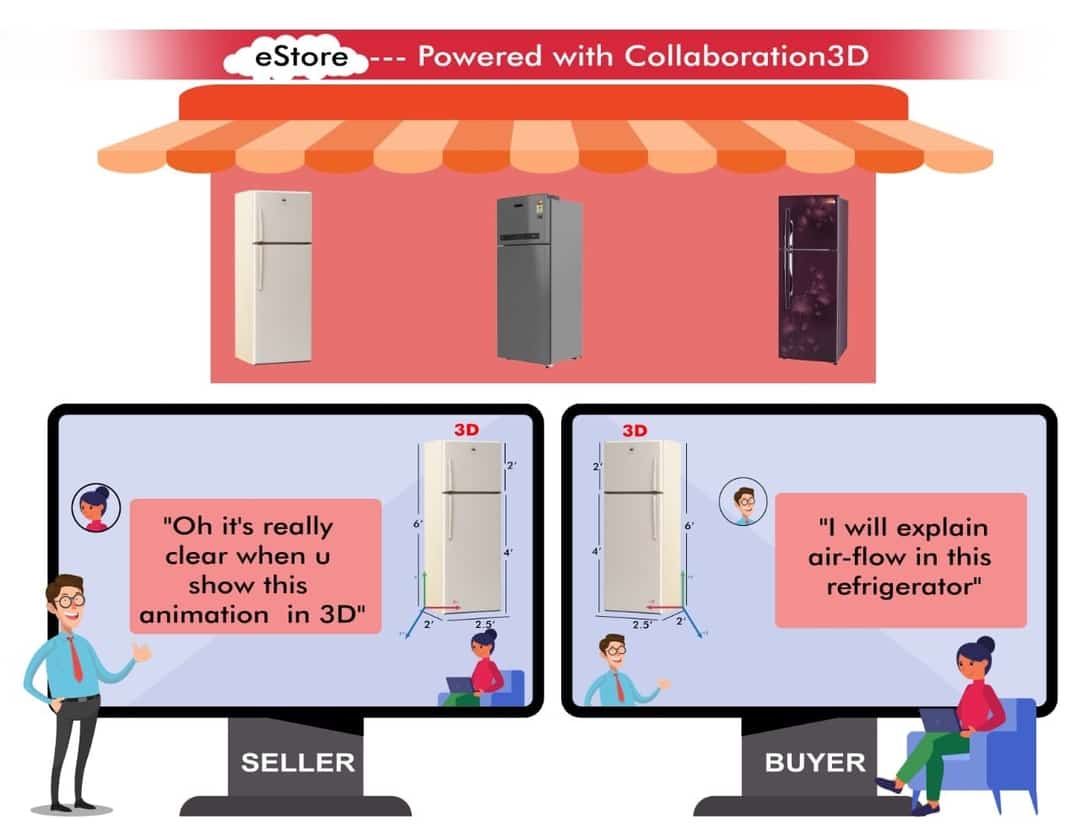 eStore --- Powered with Collaboration3D
3D
2'
6'
4'
2'
2.5'
"Oh it's really
clear when u
show this
animation  in 3D"
3D
2'
6'
4'
2.5'
2'
"I will explain
air-flow in this
refrigerator"
SELLER
BUYER